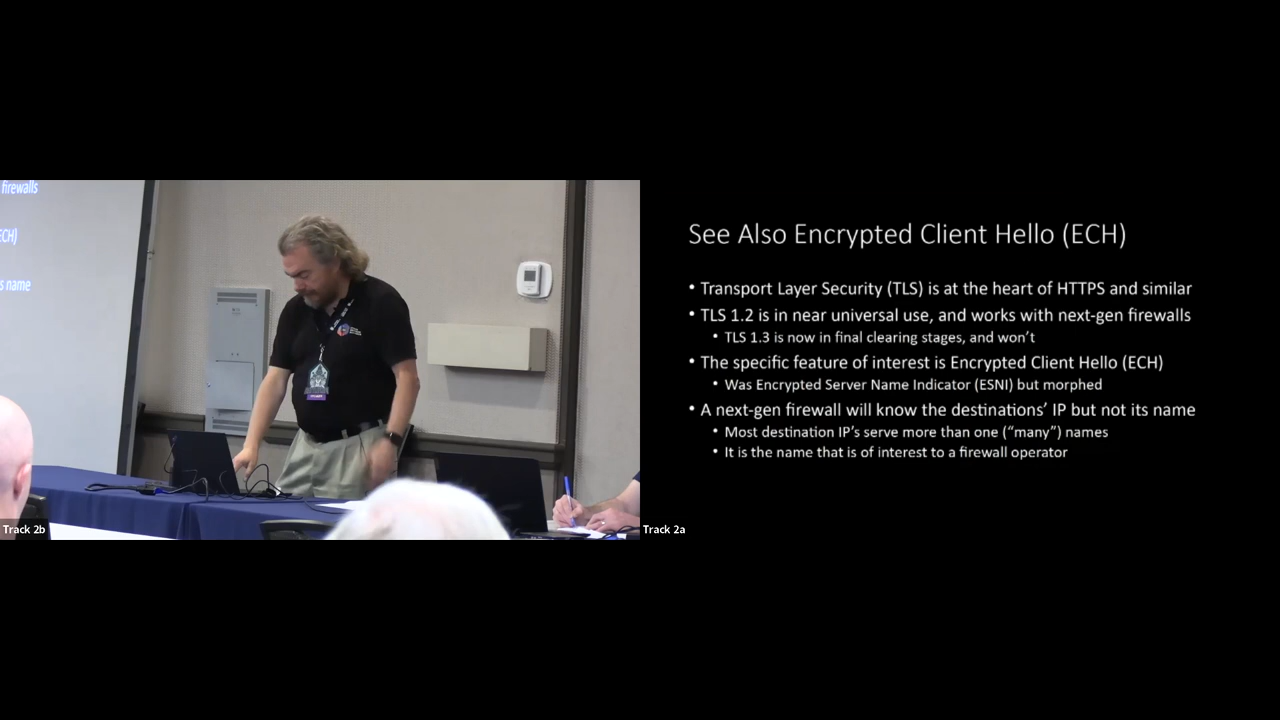 firewalls
ECH)
s name
Track 2b
See Also Encrypted Client Hello (ECH)
• Transport Layer Security (TLS) is at the heart of HTTPS and similar
• TLS 1.2 is in near universal use, and works with next-gen firewalls
• TLS 1.3 is now in final clearing stages, and won’t
• The specific feature of interest is Encrypted Client Hello (ECH)
• Was Encrypted Server Name Indicator (ESNI) but morphed
• A next-gen firewall will know the destinations’ IP but not its name
• Most destination IP’s serve more than one (“many”) names
• It is the name that is of interest to a firewall operator
Track 2a